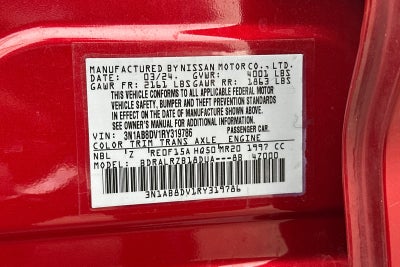 MANUFACTURED BY NISSAN MOTOR CO., LTD.
DATE: 03/24. GVWR: 4001 LBS
GAWR FR: 2161 LBS GAWR RR: 1863 LBS
THIS VEHICLE CONFORMS TO ALL APPLICABLE FEDERAL MOTOR
VEHICLE SAFETY, BUMPER AND THEFT PREVENTION STANDARDS
IN EFFECT ON THE DATE OF MANUFACTURE SHOWN ABOVE.
SEE OWNER'S MANUAL FOR ADDITIONAL INFORMATION
VIN: 3N1AB8DV1RY319786 PASSENGER CAR.
COLOR TRIM TRANS AXLE ENGINE
NBL 'Z 'RE0F15A HQ50'MR20 1997 CC
MODEL: BDRALRZB18DUA---BR 47000
3N1AB8DV1RY319786